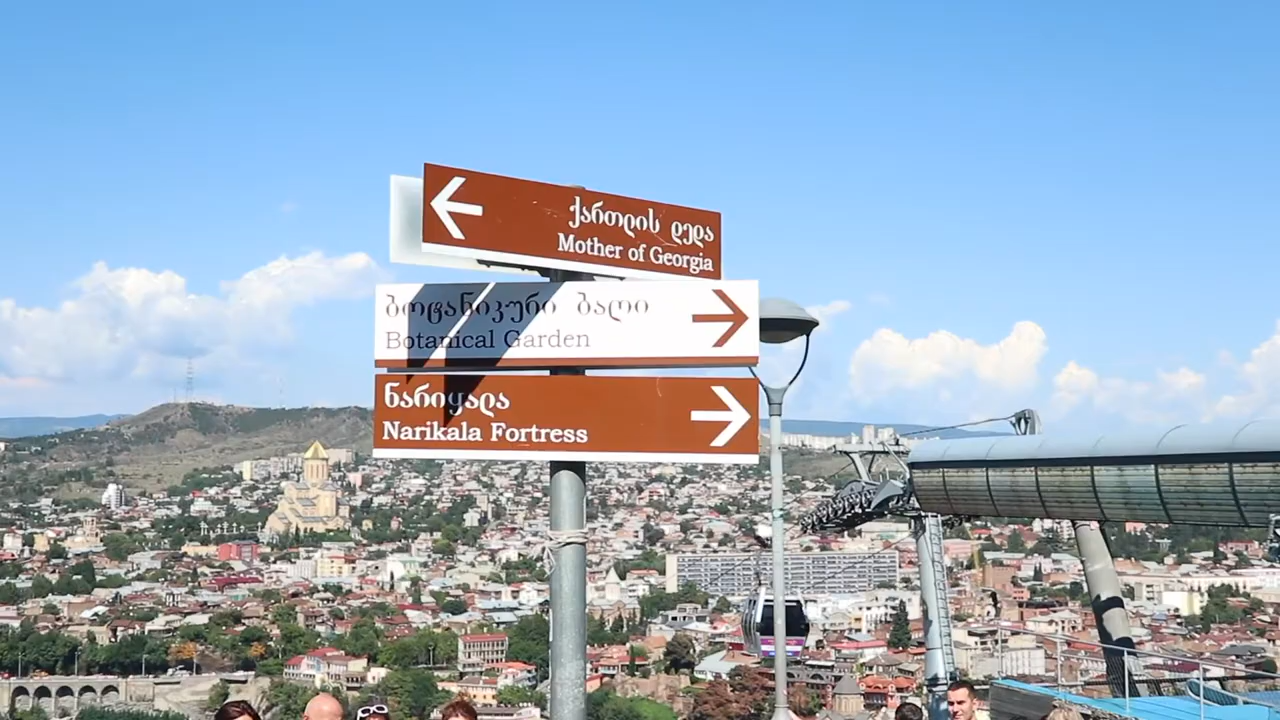 ქართლის დედა
Mother of Georgia
ბოტანიკური ბაღი
Botanical Garden
ნარიყალა
Narikala Fortress